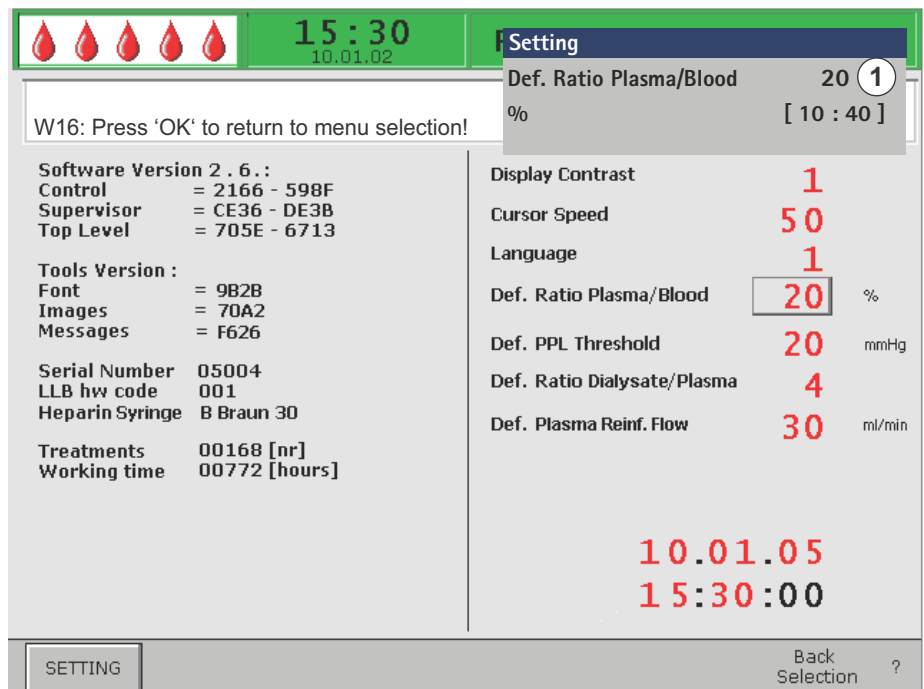 15 : 30
10.01.02
Setting
Def. Ratio Plasma/Blood 20 1
% [ 10 : 40 ]
W16: Press ‘OK‘ to return to menu selection!
Software Version 2 . 6 . :
Control = 2166 - 598F
Supervisor = CE36 - DE3B
Top Level = 705E - 6713
Tools Version :
Font = 9B2B
Images = 70A2
Messages = F626
Serial Number 05004
LLB hw code 001
Heparin Syringe B Braun 30
Treatments 00168 [nr]
Working time 00772 [hours]
Display Contrast 1
Cursor Speed 50
Language 1
Def. Ratio Plasma/Blood 20 %
Def. PPL Threshold 20 mmHg
Def. Ratio Dialysate/Plasma 4
Def. Plasma Reinf. Flow 30 ml/min
10.01.05
15:30:00
SETTING
Back
Selection ?